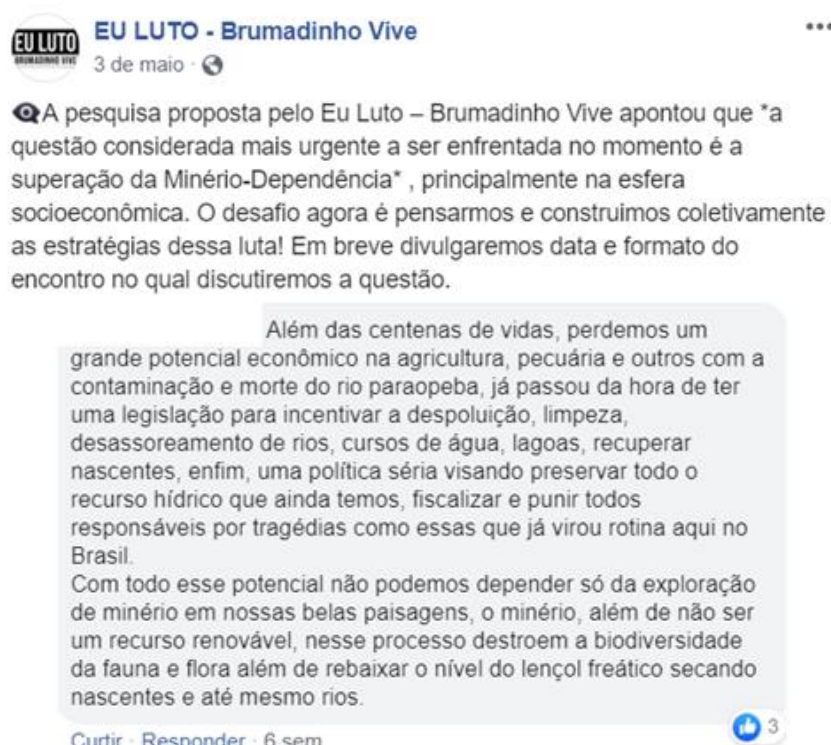 EU LUTO
BRUMADINHO VIVE
EU LUTO - Brumadinho Vive
3 de maio ·
A pesquisa proposta pelo Eu Luto – Brumadinho Vive apontou que *a
questão considerada mais urgente a ser enfrentada no momento é a
superação da Minério-Dependência* , principalmente na esfera
socioeconômica. O desafio agora é pensarmos e construimos coletivamente
as estratégias dessa luta! Em breve divulgaremos data e formato do
encontro no qual discutiremos a questão.
Além das centenas de vidas, perdemos um
grande potencial econômico na agricultura, pecuária e outros com a
contaminação e morte do rio paraopeba, já passou da hora de ter
uma legislação para incentivar a despoluição, limpeza,
desassoreamento de rios, cursos de água, lagoas, recuperar
nascentes, enfim, uma política séria visando preservar todo o
recurso hídrico que ainda temos, fiscalizar e punir todos
responsáveis por tragédias como essas que já virou rotina aqui no
Brasil.
Com todo esse potencial não podemos depender só da exploração
de minério em nossas belas paisagens, o minério, além de não ser
um recurso renovável, nesse processo destroem a biodiversidade
da fauna e flora além de rebaixar o nível do lençol freático secando
nascentes e até mesmo rios.
3
Curtir · Responder · 6 sem